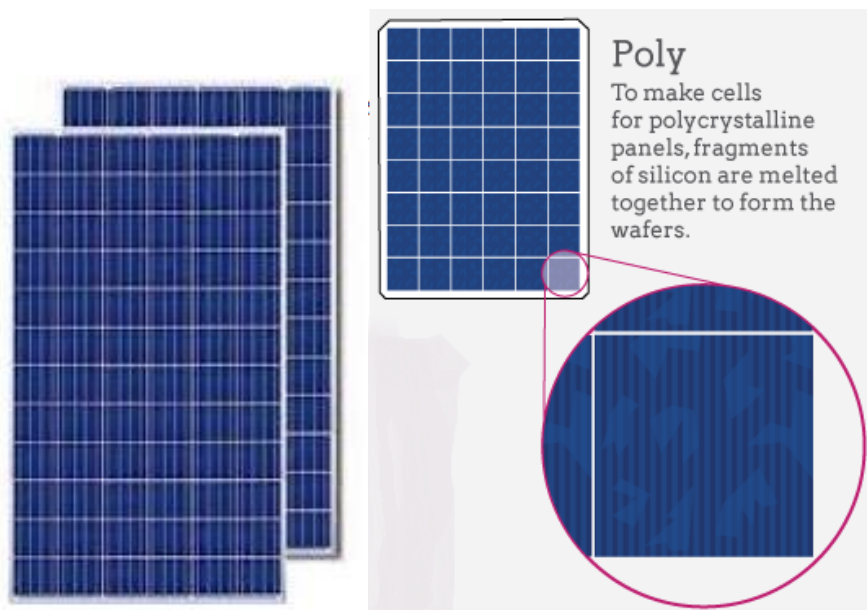 Poly
To make cells
for polycrystalline
panels, fragments
of silicon are melted
together to form the
wafers.